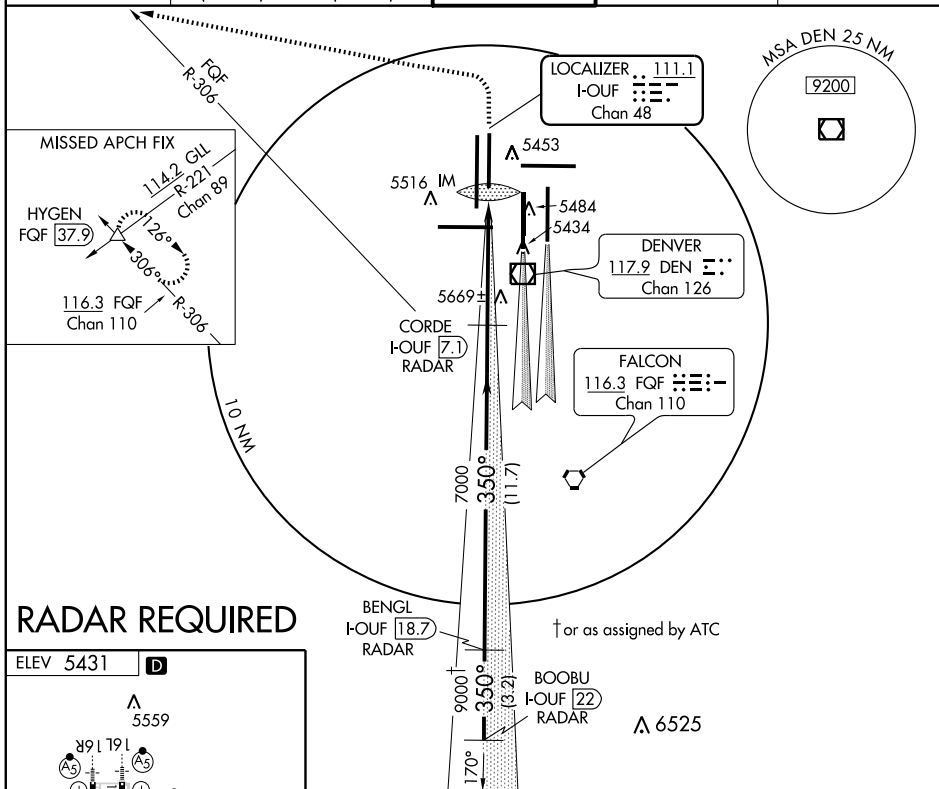 FQF
R-306
LOCALIZER 111.1
I-OUF
Chan 48
MSA DEN 25 NM
9200
MISSED APCH FIX
114.2 GLL
R-221
Chan 89
HYGEN
FQF 37.9
126°
306°
116.3 FQF
Chan 110
R-306
5453
5516
IM
5484
5434
DENVER
117.9 DEN
Chan 126
5669±
CORDE
I-OUF 7.1
RADAR
FALCON
116.3 FQF
Chan 110
10 NM
7000
350°
(11.7)
RADAR REQUIRED
BENGL
I-OUF 18.7
RADAR
†or as assigned by ATC
9000†
350°
(3.2)
BOOBU
I-OUF 22
RADAR
6525
170°
ELEV 5431
D
5559
16R
16L
A5
A5